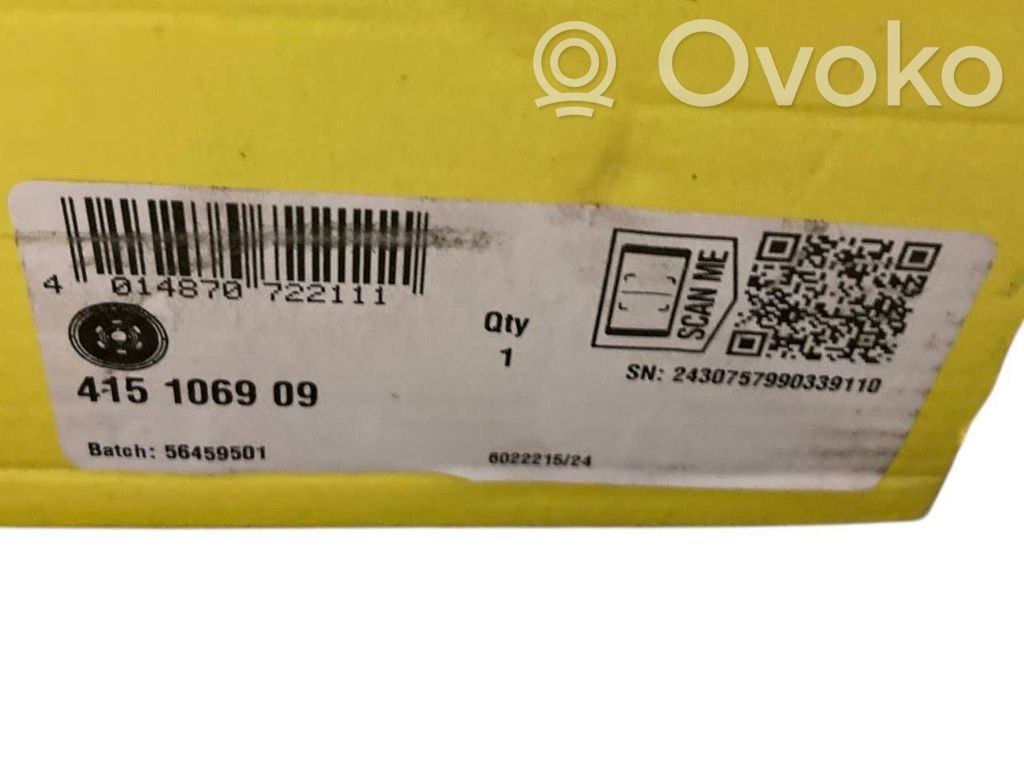 Ovoko
4 014870 722111
SCAN ME
Qty
1
SN: 2430757990339110
415 1069 09
Batch: 56459501
6022215/24